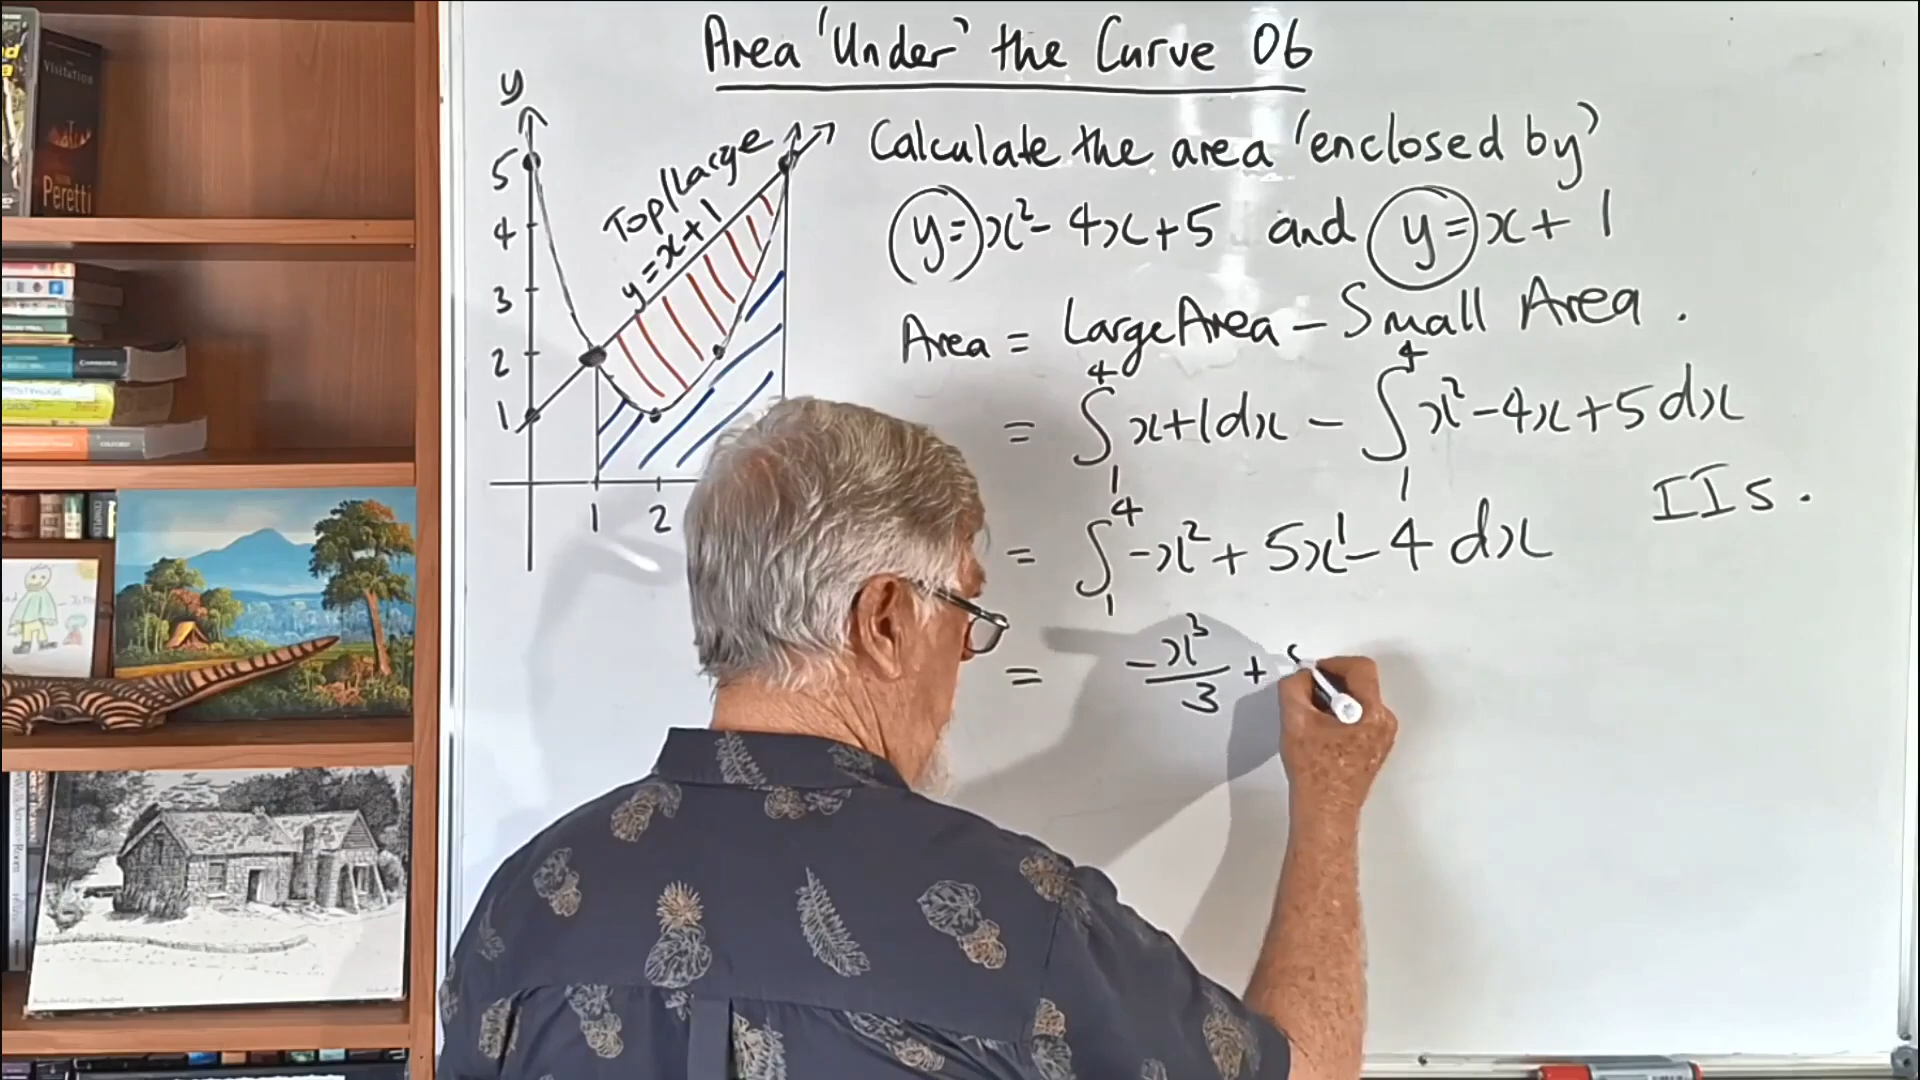 Area 'Under' the Curve 06
Calculate the area 'enclosed by'
y = x² - 4x + 5 and y = x + 1
Area = Large Area - Small Area.
= ∫₁⁴ x + 1 dx - ∫₁⁴ x² - 4x + 5 dx
IIs.
= ∫₁⁴ -x² + 5x¹ - 4 dx
= -x³/3 +
y
5
4
3
2
1
1 2
Top/Large
y = x + 1
Visitation
Peretti